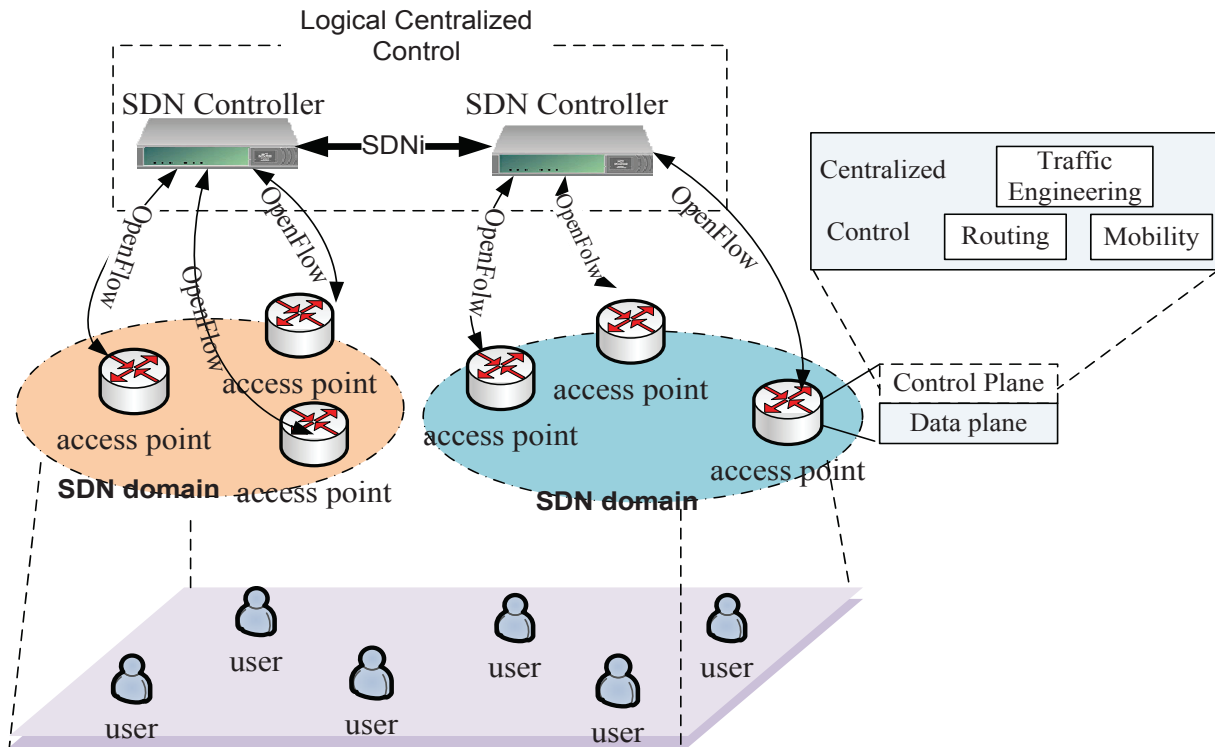 Logical Centralized
Control
SDN Controller
SDN Controller
SDNi
OpenFlow
OpenFlow
OpenFlow
OpenFolw
OpenFolw
OpenFlow
Centralized
Traffic
Engineering
Control
Routing
Mobility
access point
access point
access point
SDN domain
access point
access point
access point
SDN domain
Control Plane
Data plane
user
user
user
user
user
user